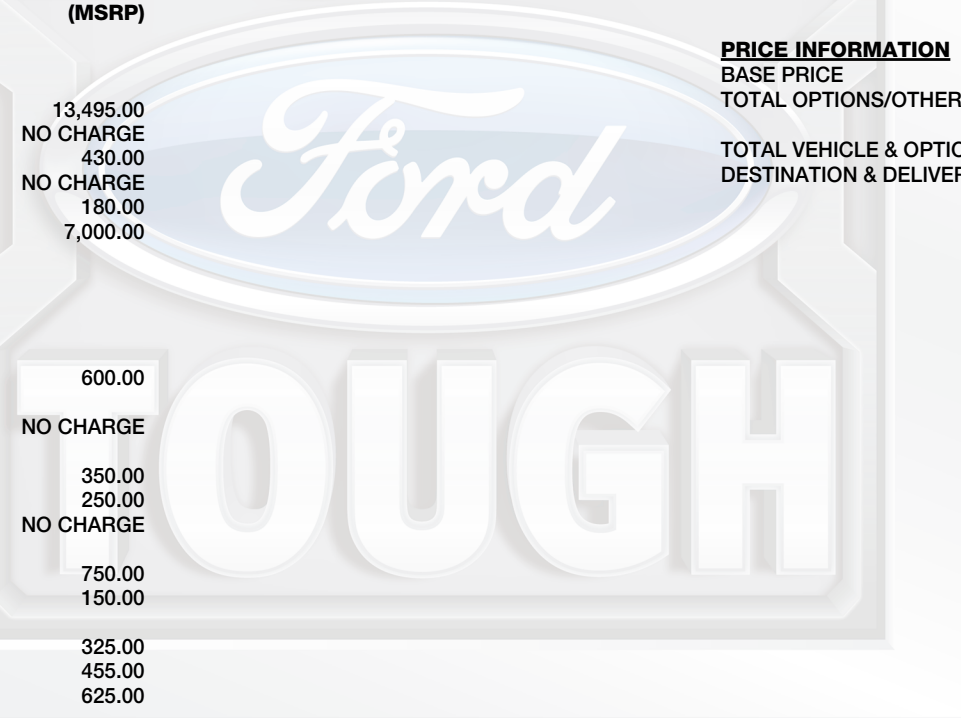 (MSRP)
13,495.00
NO CHARGE
430.00
NO CHARGE
180.00
7,000.00
600.00
NO CHARGE
350.00
250.00
NO CHARGE
750.00
150.00
325.00
455.00
625.00
PRICE INFORMATION
BASE PRICE
TOTAL OPTIONS/OTHER
TOTAL VEHICLE & OPTIO
DESTINATION & DELIVER
Ford
TOUGH